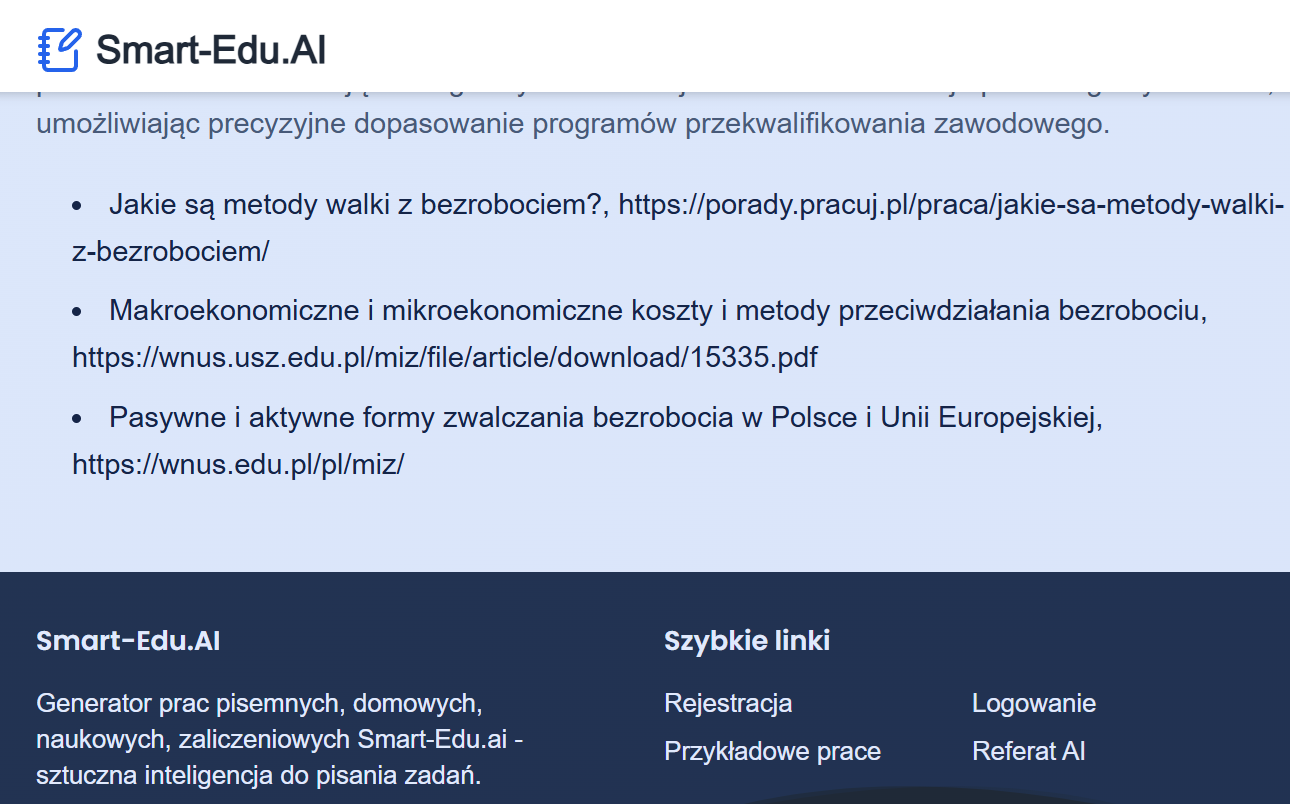 Smart-Edu.AI
umożliwiając precyzyjne dopasowanie programów przekwalifikowania zawodowego.
• Jakie są metody walki z bezrobociem?, https://porady.pracuj.pl/praca/jakie-sa-metody-walki-
z-bezrobociem/
• Makroekonomiczne i mikroekonomiczne koszty i metody przeciwdziałania bezrobociu,
https://wnus.usz.edu.pl/miz/file/article/download/15335.pdf
• Pasywne i aktywne formy zwalczania bezrobocia w Polsce i Unii Europejskiej,
https://wnus.edu.pl/pl/miz/
Smart-Edu.AI
Generator prac pisemnych, domowych,
naukowych, zaliczeniowych Smart-Edu.ai -
sztuczna inteligencja do pisania zadań.
Szybkie linki
Rejestracja
Logowanie
Przykładowe prace
Referat AI